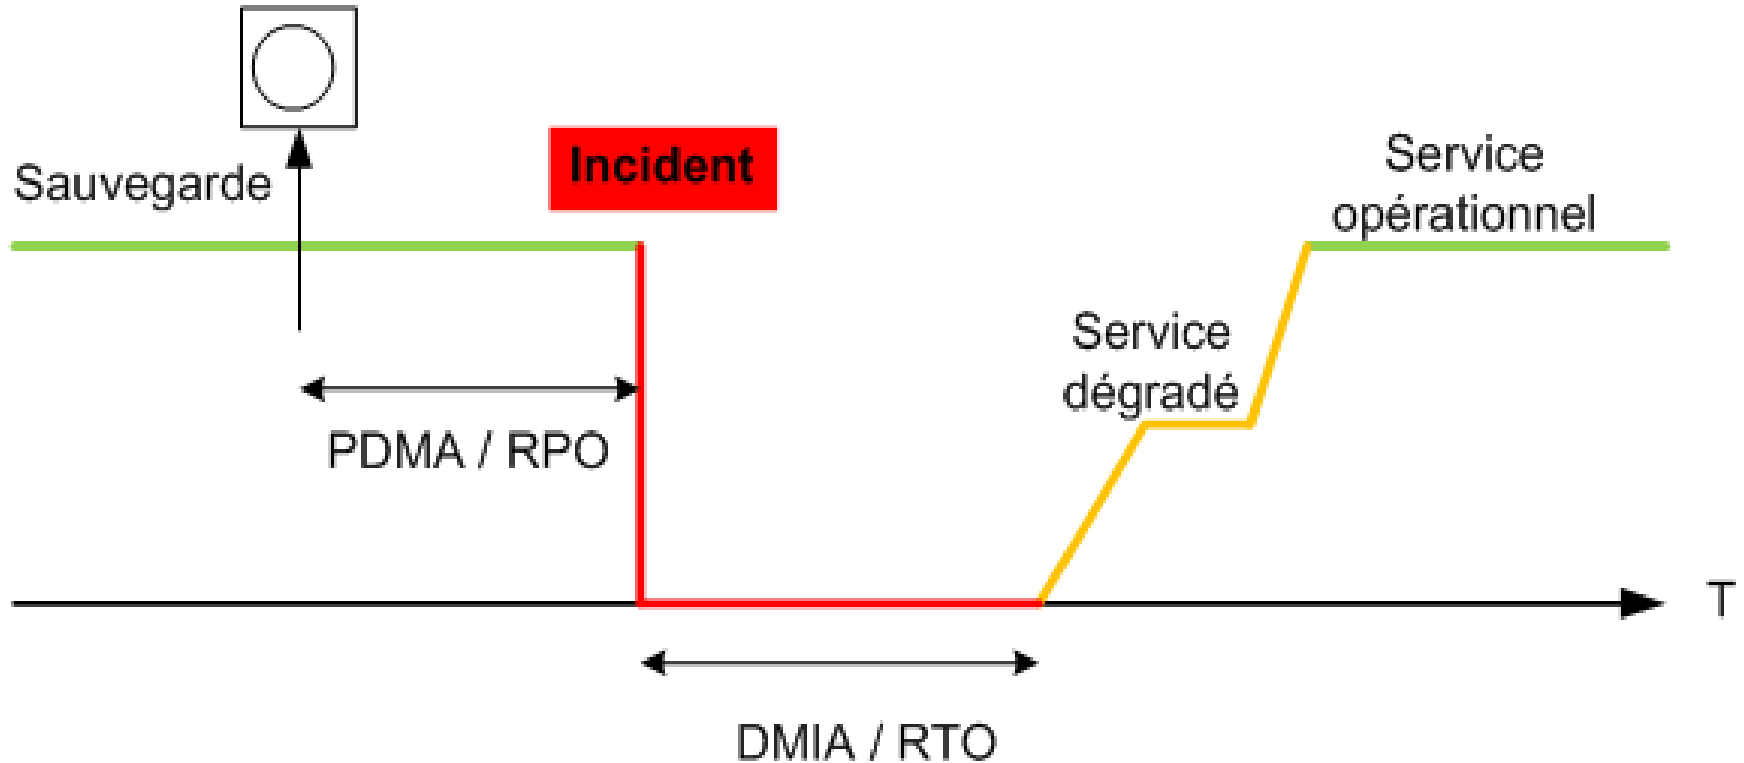 Sauvegarde
Incident
Service
opérationnel
Service
dégradé
PDMA / RPO
T
DMIA / RTO